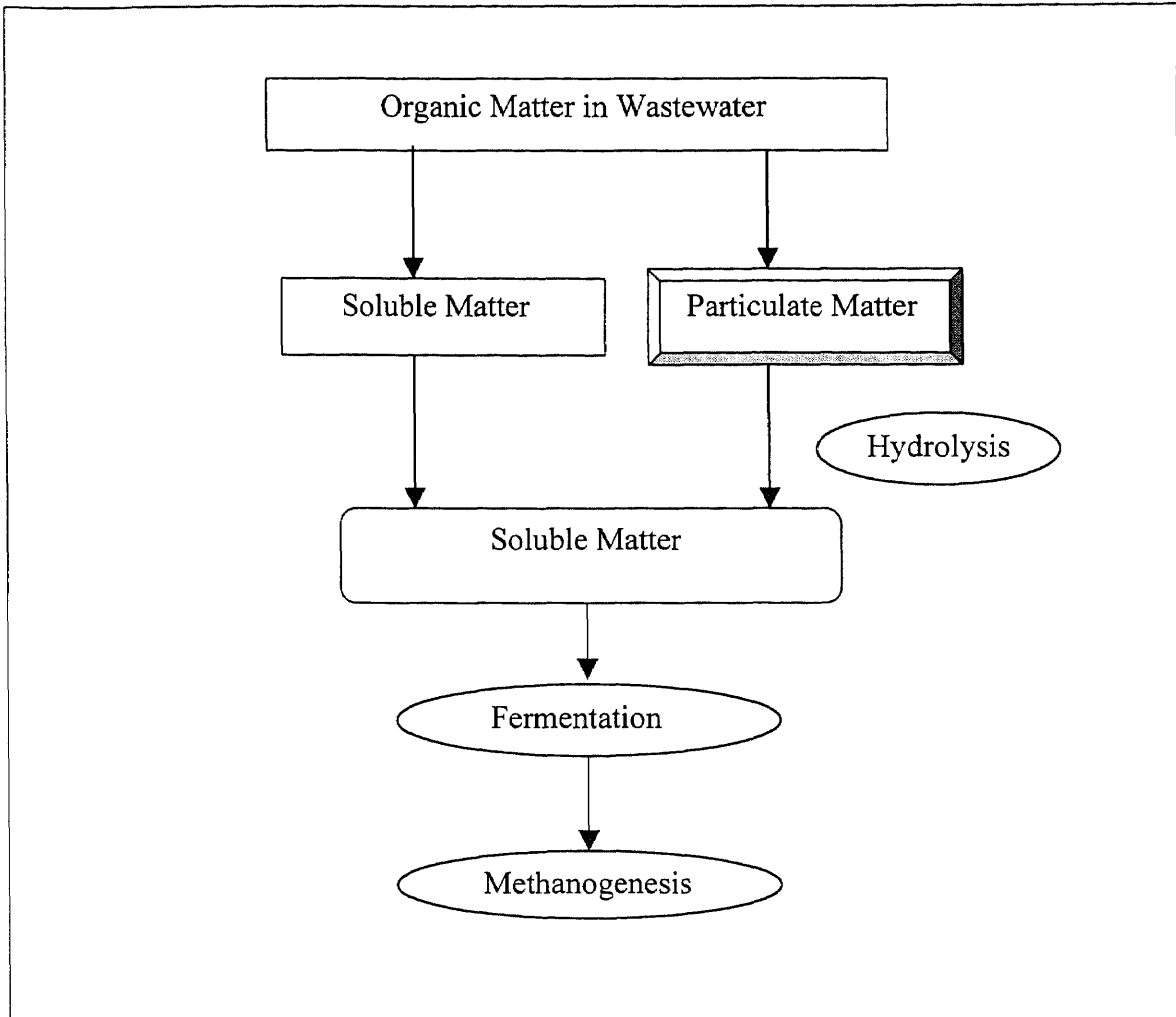 Organic Matter in Wastewater
Soluble Matter
Particulate Matter
Hydrolysis
Soluble Matter
Fermentation
Methanogenesis